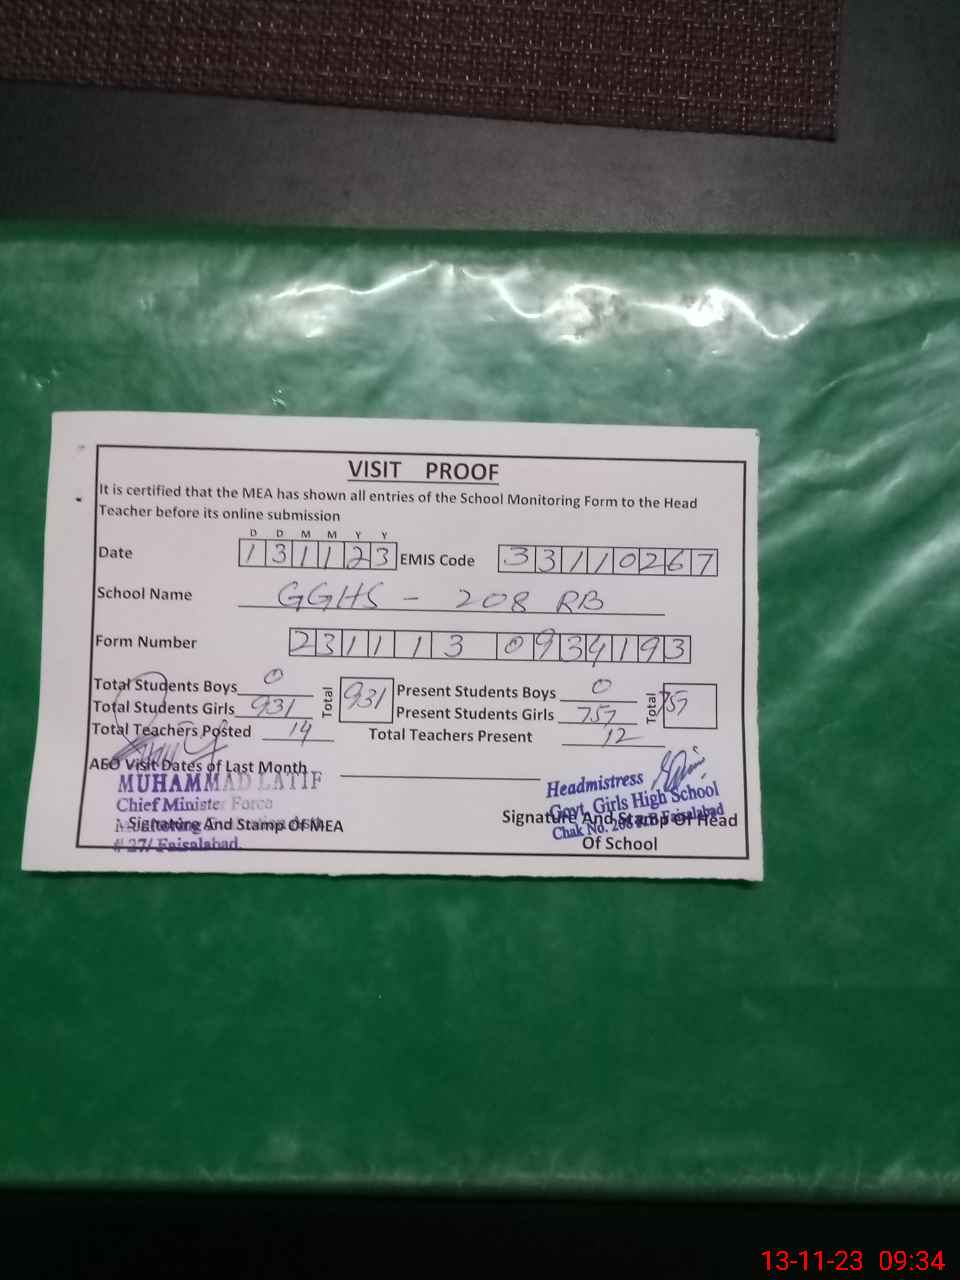 VISIT PROOF
It is certified that the MEA has shown all entries of the School Monitoring Form to the Head
Teacher before its online submission
D D M M Y Y
Date 1 3 1 1 2 3 EMIS Code 3 3 1 1 0 2 6 7
School Name GGHS - 208 RB
Form Number 2 3 1 1 1 3 0 9 3 4 1 9 3
Total Students Boys 0 Present Students Boys 0
Total 931 Total 757
Total Students Girls 931 Present Students Girls 757
Total Teachers Posted 14 Total Teachers Present 12
AEO Visit Dates of Last Month
MUHAMMAD LATIF
Chief Minister Force
Signature And Stamp Of MEA
# 27/ Faisalabad.
Headmistress
Govt. Girls High School
Chak No. 208 R.B Faisalabad
Signature And Stamp Of Head
Of School
13-11-23 09:34